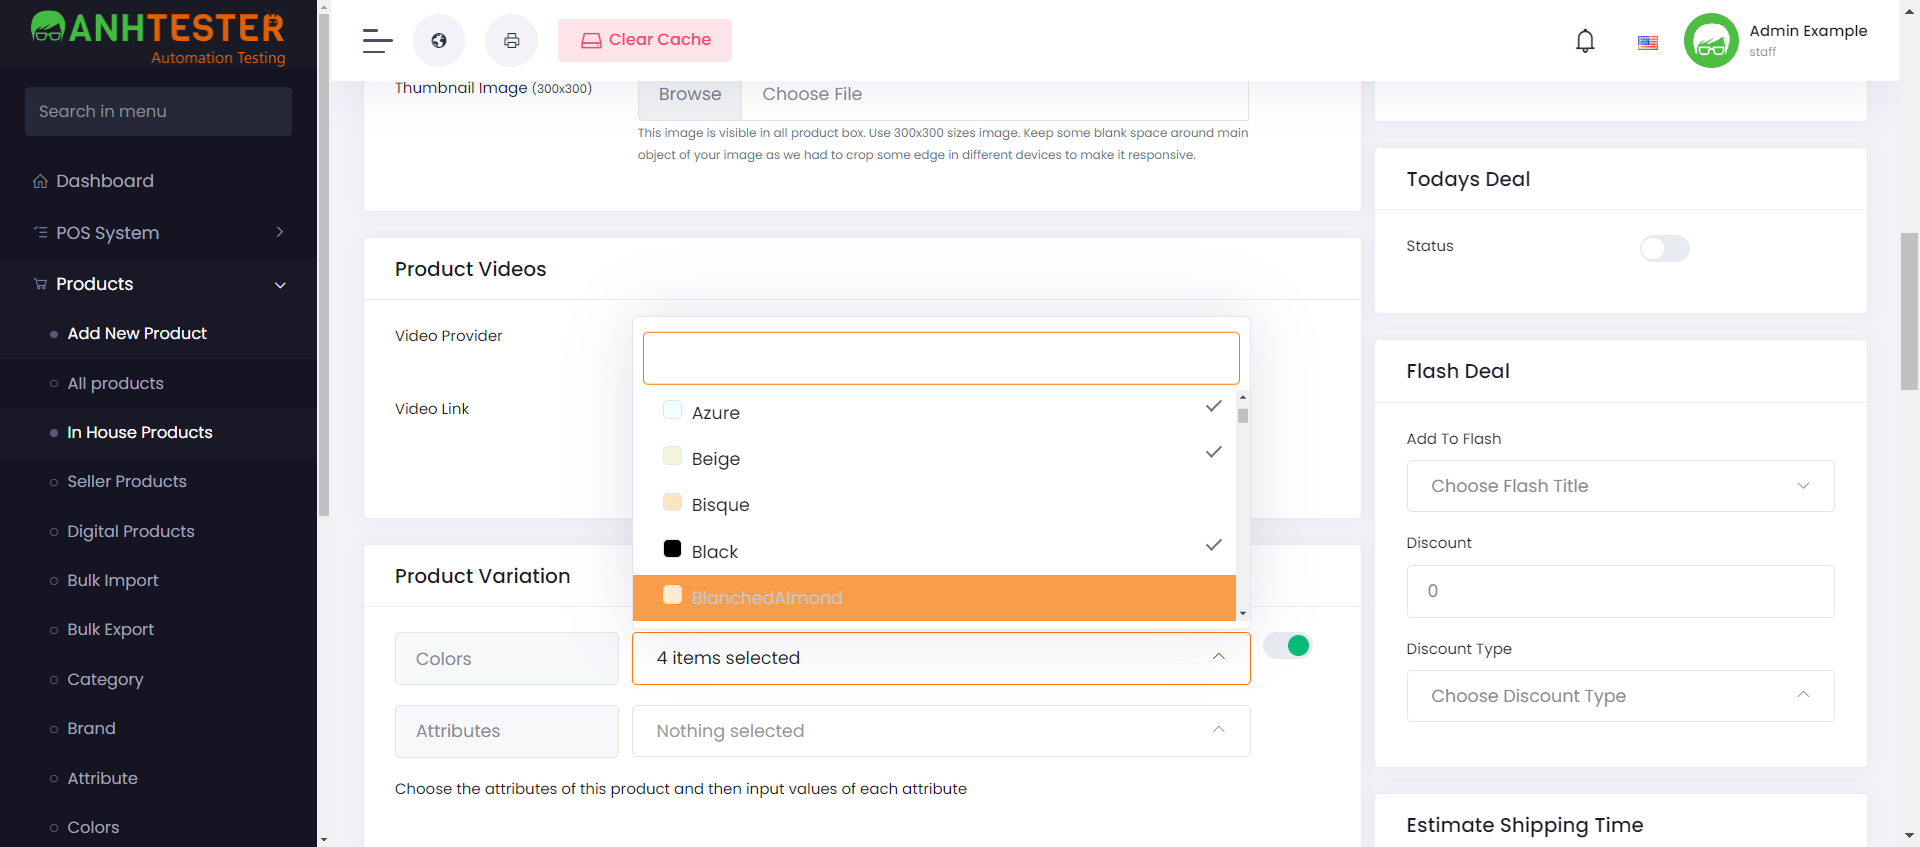 ANHTESTER
Automation Testing
Search in menu
Dashboard
POS System
Products
Add New Product
All products
In House Products
Seller Products
Digital Products
Bulk Import
Bulk Export
Category
Brand
Attribute
Colors
Clear Cache
Admin Example
staff
Thumbnail Image (300x300)
Browse
Choose File
This image is visible in all product box. Use 300x300 sizes image. Keep some blank space around main
object of your image as we had to crop some edge in different devices to make it responsive.
Product Videos
Video Provider
Video Link
Azure
Beige
Bisque
Black
BlanchedAlmond
Product Variation
Colors
4 items selected
Attributes
Nothing selected
Choose the attributes of this product and then input values of each attribute
Todays Deal
Status
Flash Deal
Add To Flash
Choose Flash Title
Discount
0
Discount Type
Choose Discount Type
Estimate Shipping Time